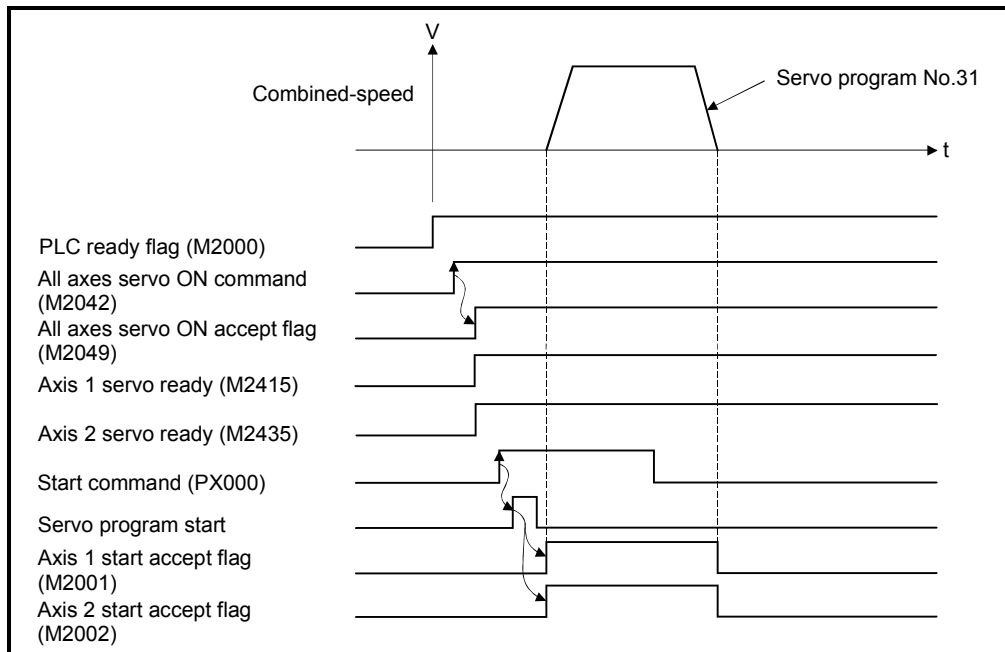 V
Combined-speed
Servo program No.31
t
PLC ready flag (M2000)
All axes servo ON command
(M2042)
All axes servo ON accept flag
(M2049)
Axis 1 servo ready (M2415)
Axis 2 servo ready (M2435)
Start command (PX000)
Servo program start
Axis 1 start accept flag
(M2001)
Axis 2 start accept flag
(M2002)